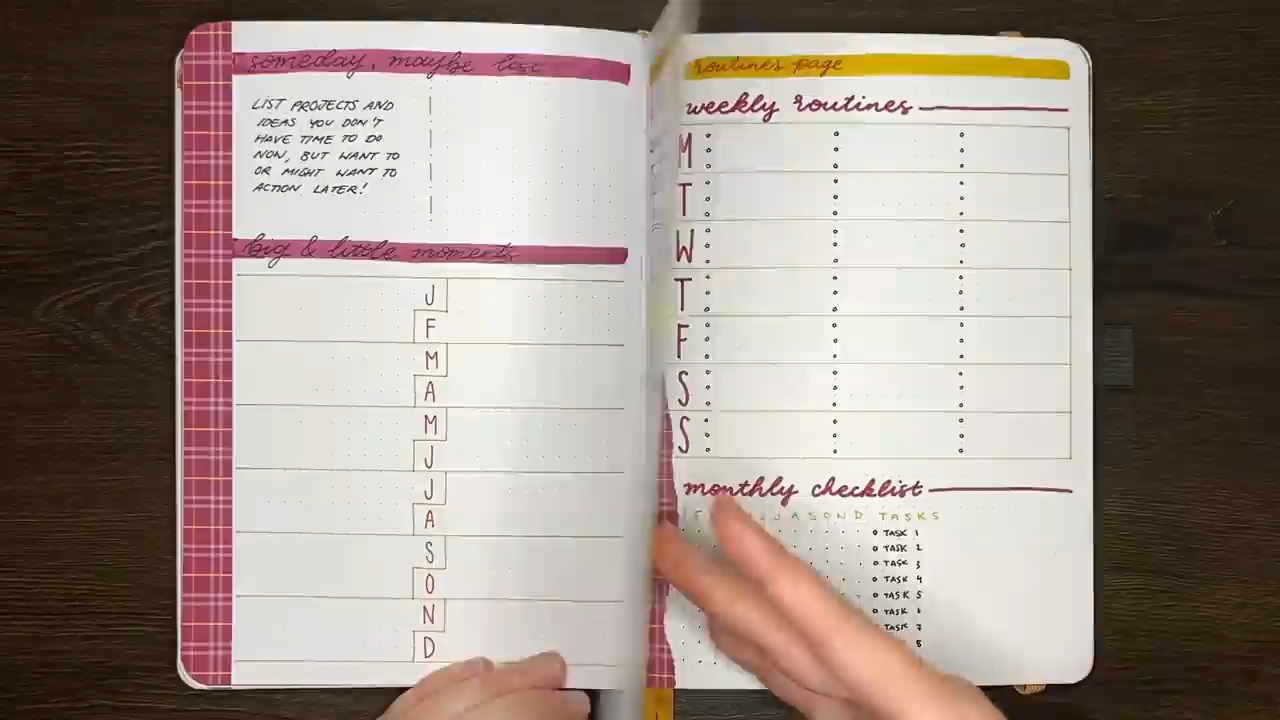 someday, maybe list
LIST PROJECTS AND
IDEAS YOU DON'T
HAVE TIME TO DO
NOW, BUT WANT TO
OR MIGHT WANT TO
ACTION LATER!
big & little moments
J
F
M
A
M
J
J
A
S
O
N
D
routines page
weekly routines
M
T
W
T
F
S
S
monthly checklist
F J A S O N D TASKS
TASK 1
TASK 2
TASK 3
TASK 4
TASK 5
TASK 6
TASK 7
8